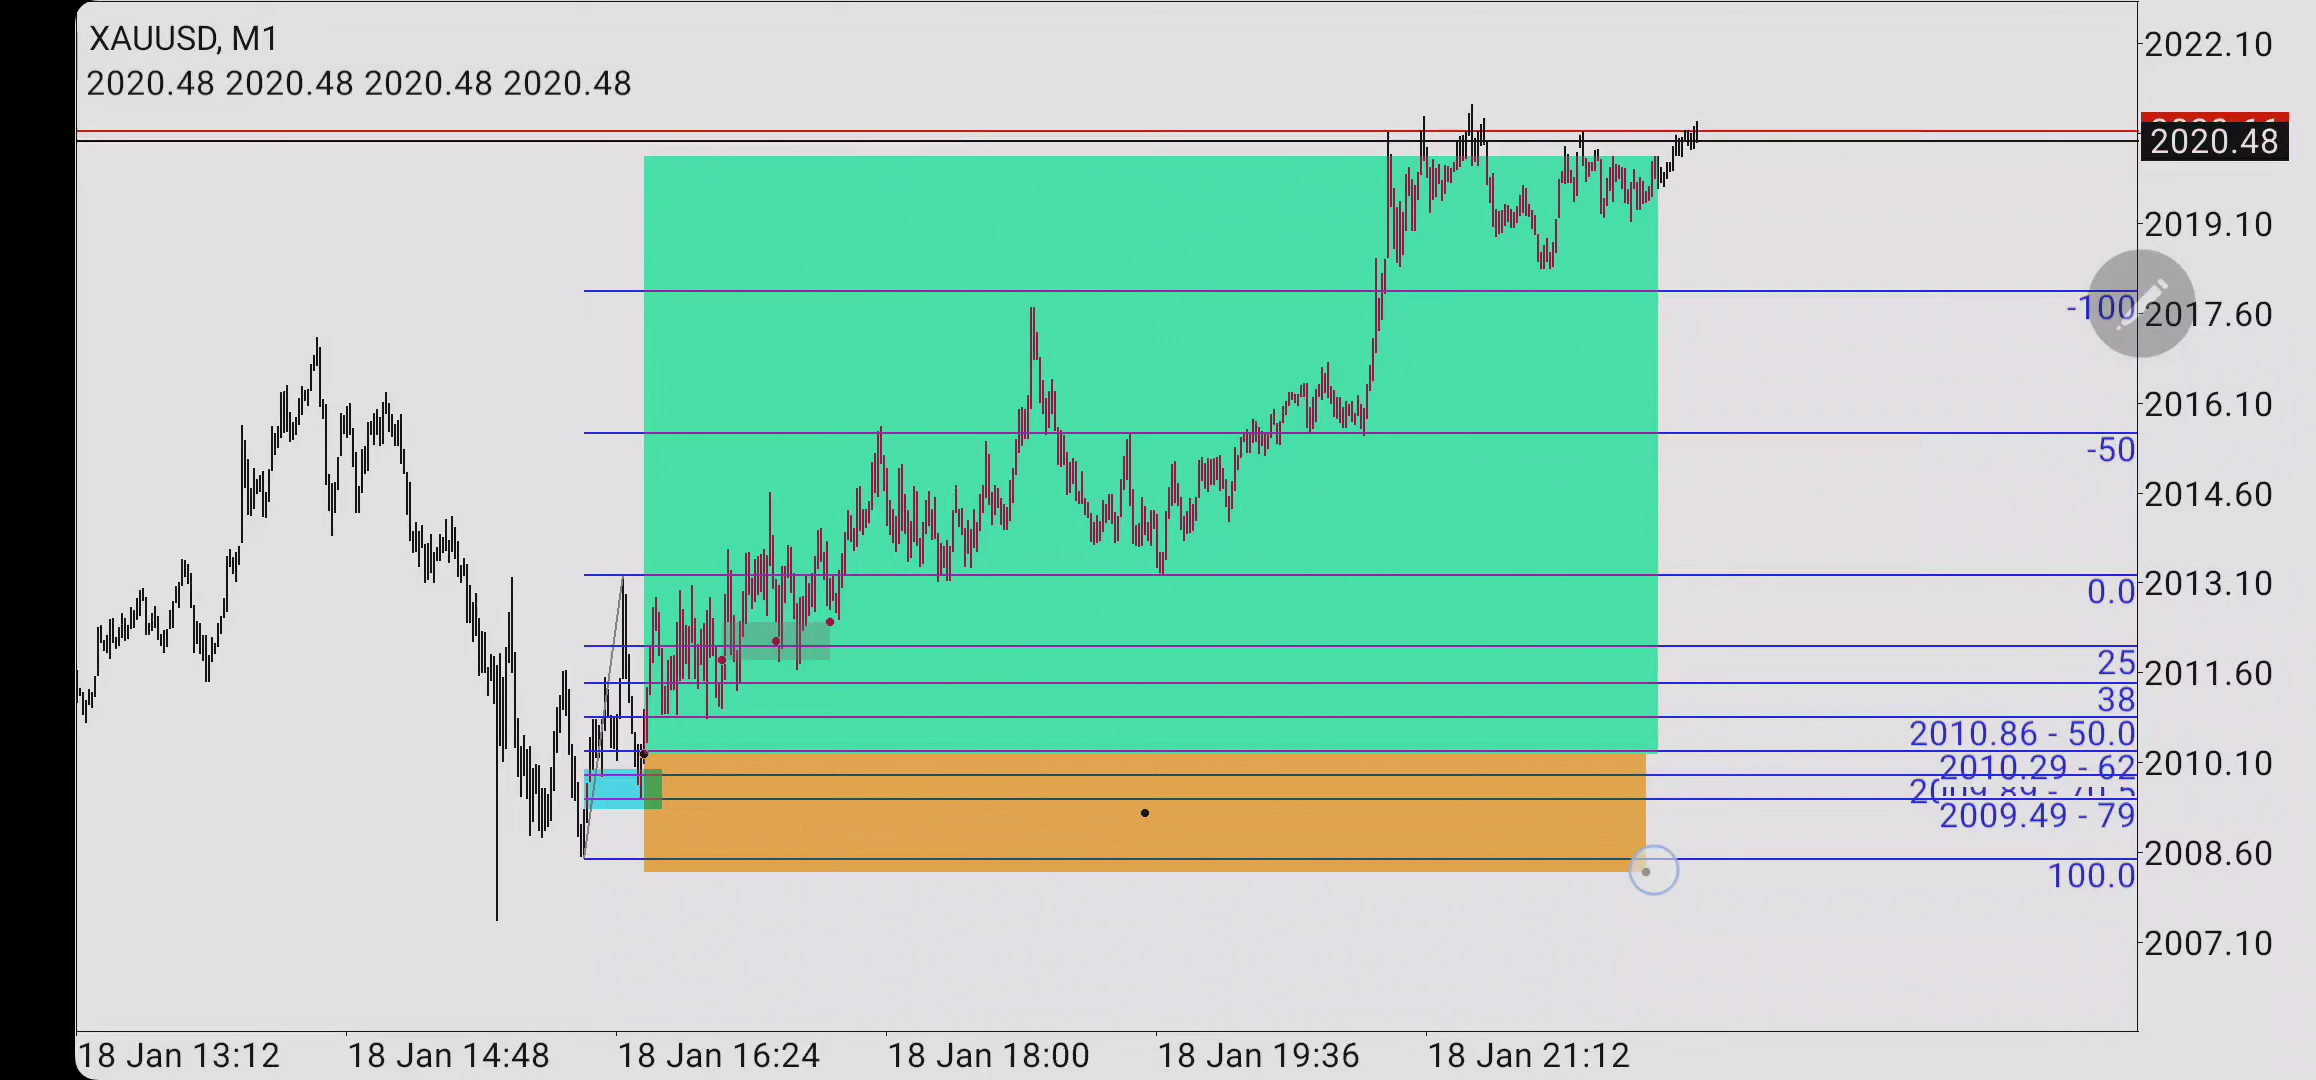 XAUUSD, M1
2020.48 2020.48 2020.48 2020.48
2022.10
2020.48
2019.10
-100
2017.60
2016.10
-50
2014.60
2013.10
0.0
25
2011.60
38
2010.86 - 50.0
2010.10
2010.29 - 62
2009.49 - 79
2008.60
100.0
2007.10
18 Jan 13:12
18 Jan 14:48
18 Jan 16:24
18 Jan 18:00
18 Jan 19:36
18 Jan 21:12